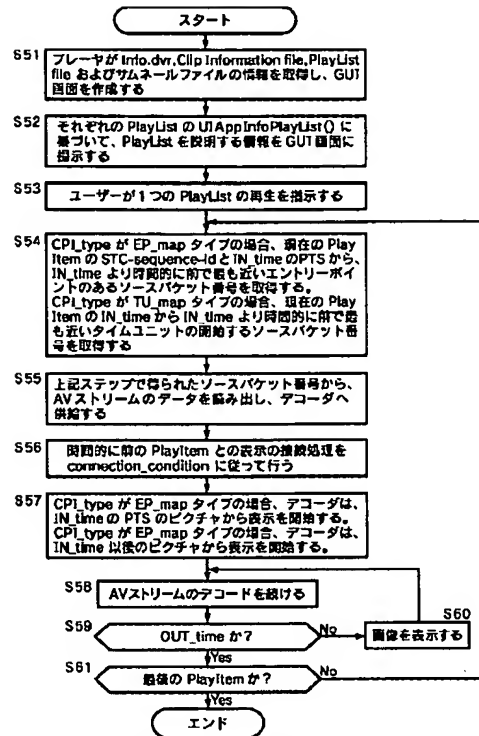 スタート
S51
プレーヤが Info.dvr,Clip Information file,PlayList
file およびサムネールファイルの情報を取得し、GUI
画面を作成する
S52
それぞれの PlayList の UIAppInfoPlayList() に
基づいて、PlayList を説明する情報を GUI 画面に
提示する
S53
ユーザーが1つの PlayList の再生を指示する
S54
CPI_type が EP_map タイプの場合、現在の Play
Item の STC-sequence-id と IN_time のPTSから、
IN_time より時間的に前で最も近いエントリーポイ
ントのあるソースパケット番号を取得する。
CPI_type が TU_map タイプの場合、現在の Play
Item の IN_time から IN_time より時間的に前で最
も近いタイムユニットの開始するソースパケット番
号を取得する
S55
上記ステップで得られたソースパケット番号から、
AVストリームのデータを読み出し、デコーダへ
供給する
S56
時間的に前の PlayItem との表示の接続処理を
connection_condition に従って行う
S57
CPI_type が EP_map タイプの場合、デコーダは、
IN_time の PTS のピクチャから表示を開始する。
CPI_type が EP_map タイプの場合、デコーダは、
IN_time 以後のピクチャから表示を開始する。
S58
AVストリームのデコードを続ける
S59
OUT_time か?
No
S60
画像を表示する
Yes
S61
最後の PlayItem か?
No
Yes
エンド